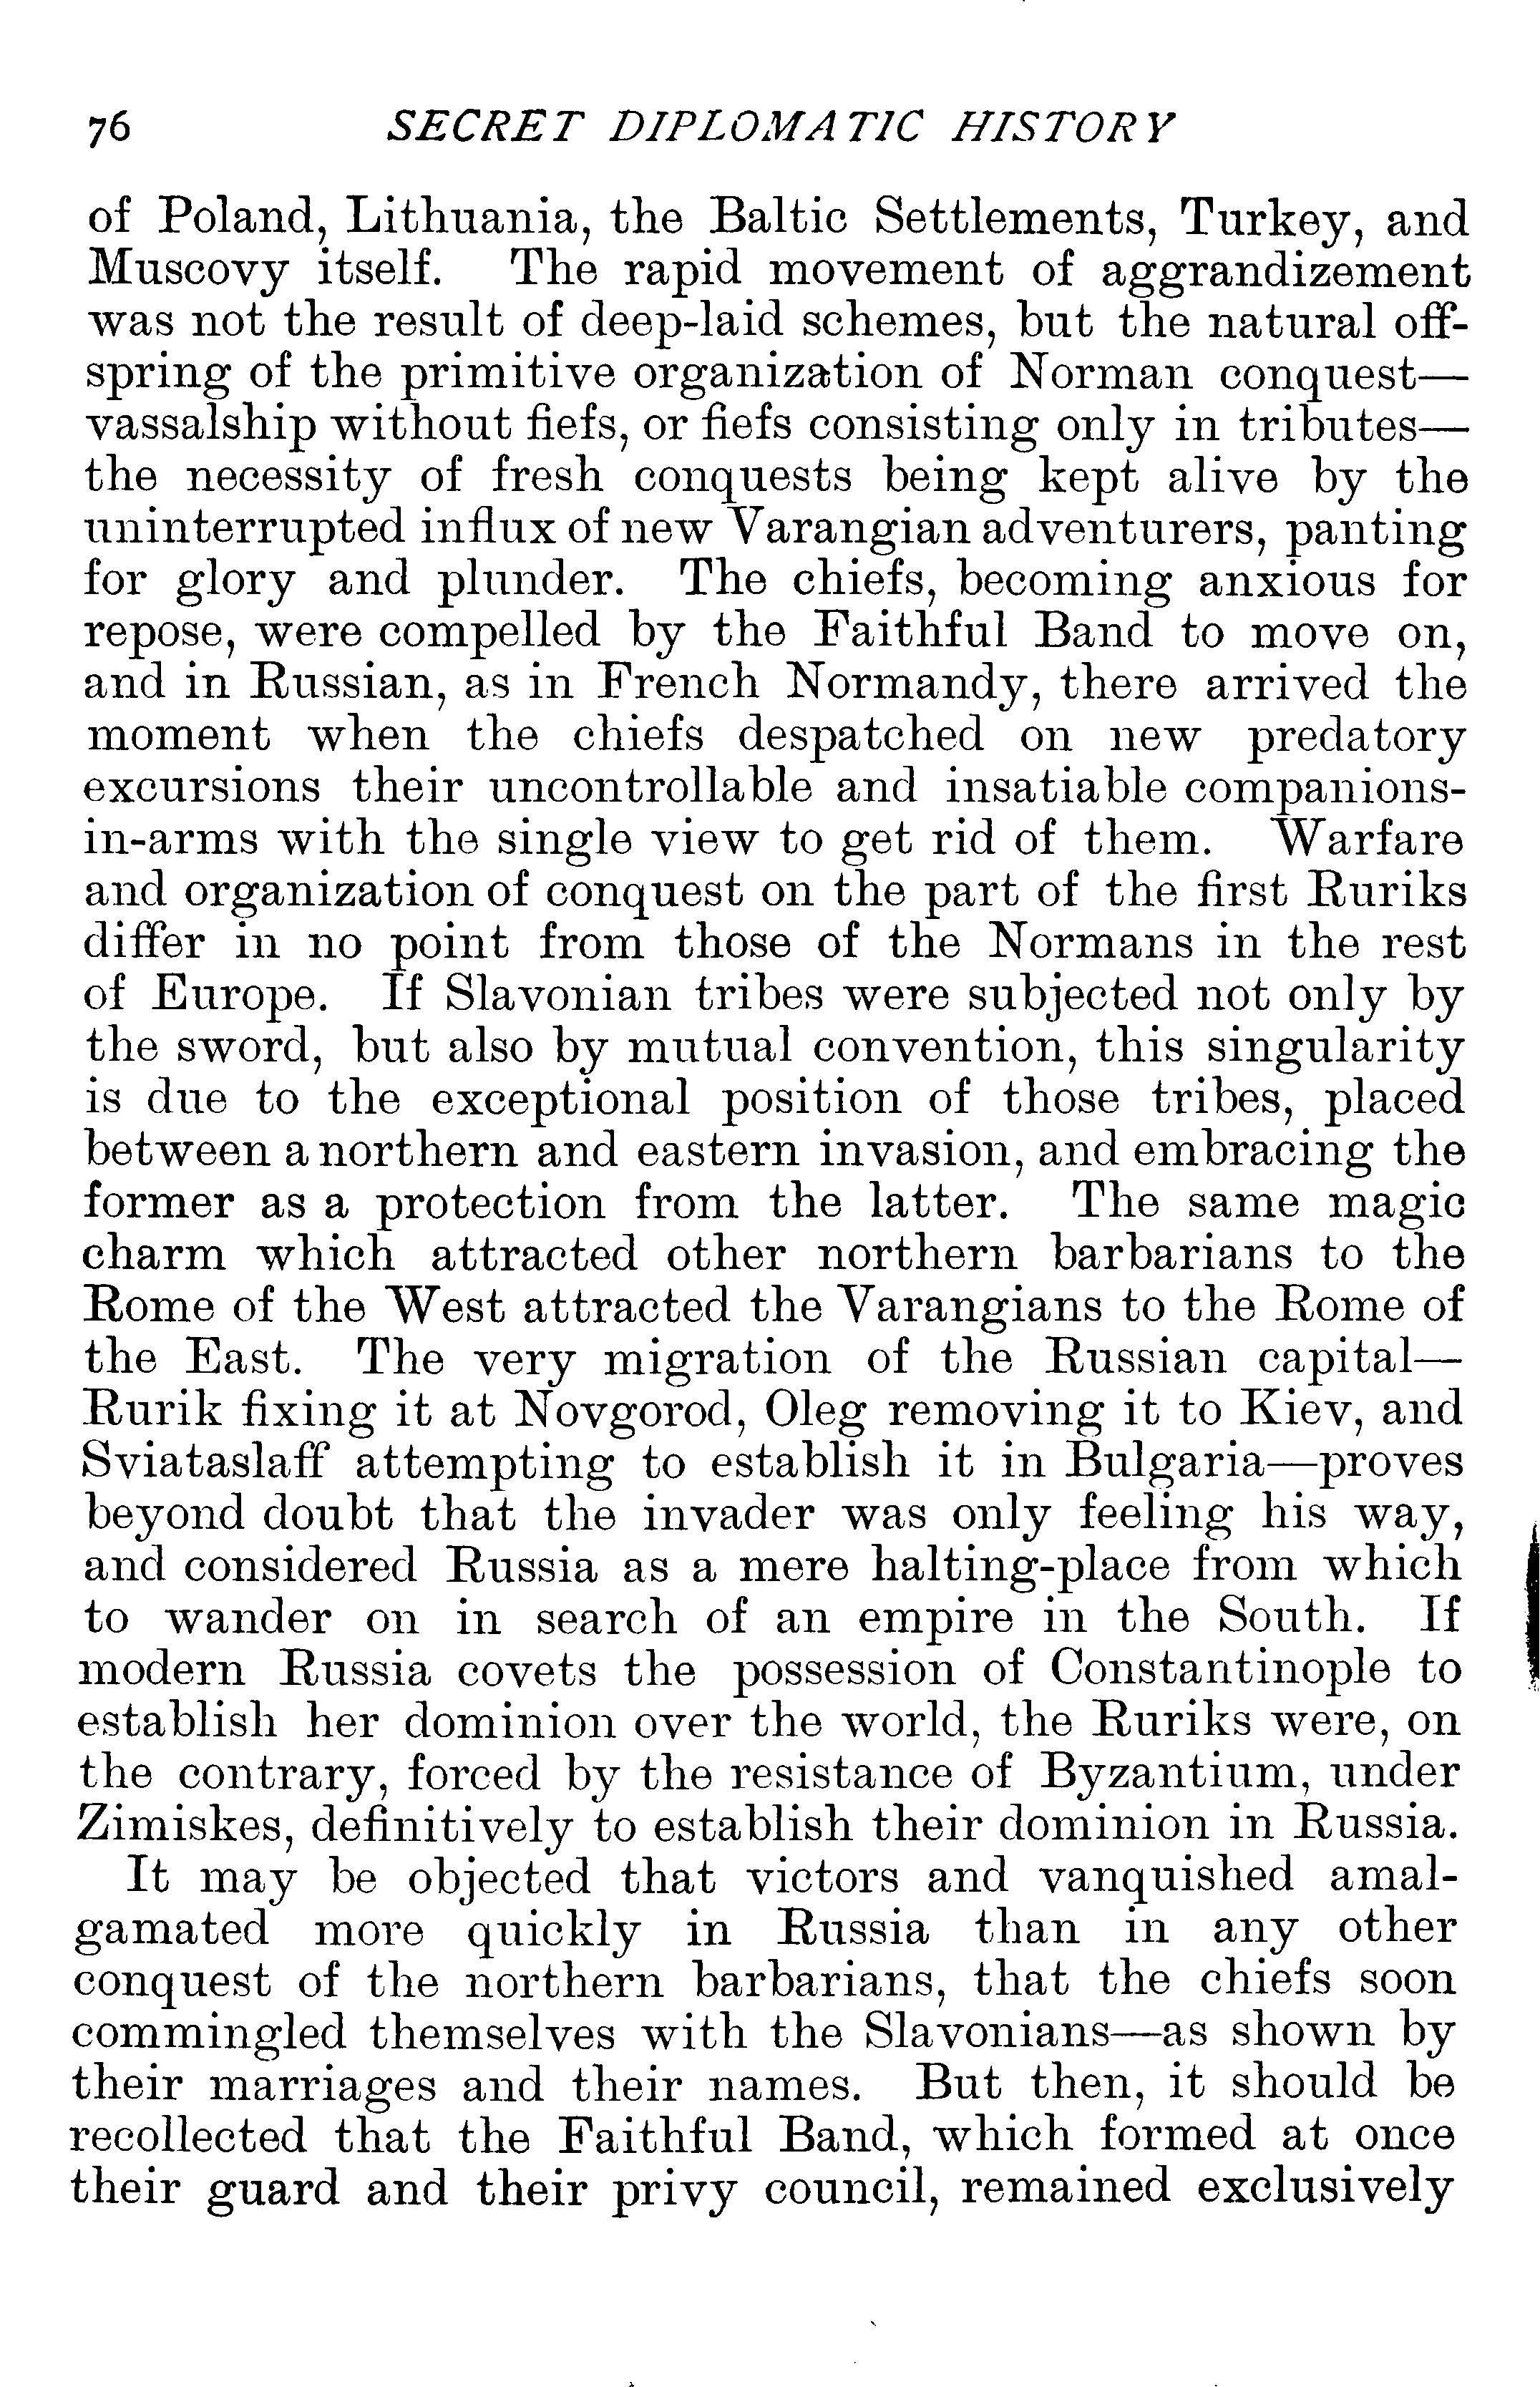 76 SECRET DIPLOMATIC HISTORY
of Poland, Lithuania, the Baltic Settlements, Turkey, and
Muscovy itself. The rapid movement of aggrandizement
was not the result of deep-laid schemes, but the natural off-
spring of the primitive organization of Norman conquest—
vassalship without fiefs, or fiefs consisting only in tributes—
the necessity of fresh conquests being kept alive by the
uninterrupted influx of new Varangian adventurers, panting
for glory and plunder. The chiefs, becoming anxious for
repose, were compelled by the Faithful Band to move on,
and in Russian, as in French Normandy, there arrived the
moment when the chiefs despatched on new predatory
excursions their uncontrollable and insatiable companions-
in-arms with the single view to get rid of them. Warfare
and organization of conquest on the part of the first Ruriks
differ in no point from those of the Normans in the rest
of Europe. If Slavonian tribes were subjected not only by
the sword, but also by mutual convention, this singularity
is due to the exceptional position of those tribes, placed
between a northern and eastern invasion, and embracing the
former as a protection from the latter. The same magic
charm which attracted other northern barbarians to the
Rome of the West attracted the Varangians to the Rome of
the East. The very migration of the Russian capital—
Rurik fixing it at Novgorod, Oleg removing it to Kiev, and
Sviataslaff attempting to establish it in Bulgaria—proves
beyond doubt that the invader was only feeling his way,
and considered Russia as a mere halting-place from which
to wander on in search of an empire in the South. If
modern Russia covets the possession of Constantinople to
establish her dominion over the world, the Ruriks were, on
the contrary, forced by the resistance of Byzantium, under
Zimiskes, definitively to establish their dominion in Russia.
It may be objected that victors and vanquished amal-
gamated more quickly in Russia than in any other
conquest of the northern barbarians, that the chiefs soon
commingled themselves with the Slavonians—as shown by
their marriages and their names. But then, it should be
recollected that the Faithful Band, which formed at once
their guard and their privy council, remained exclusively